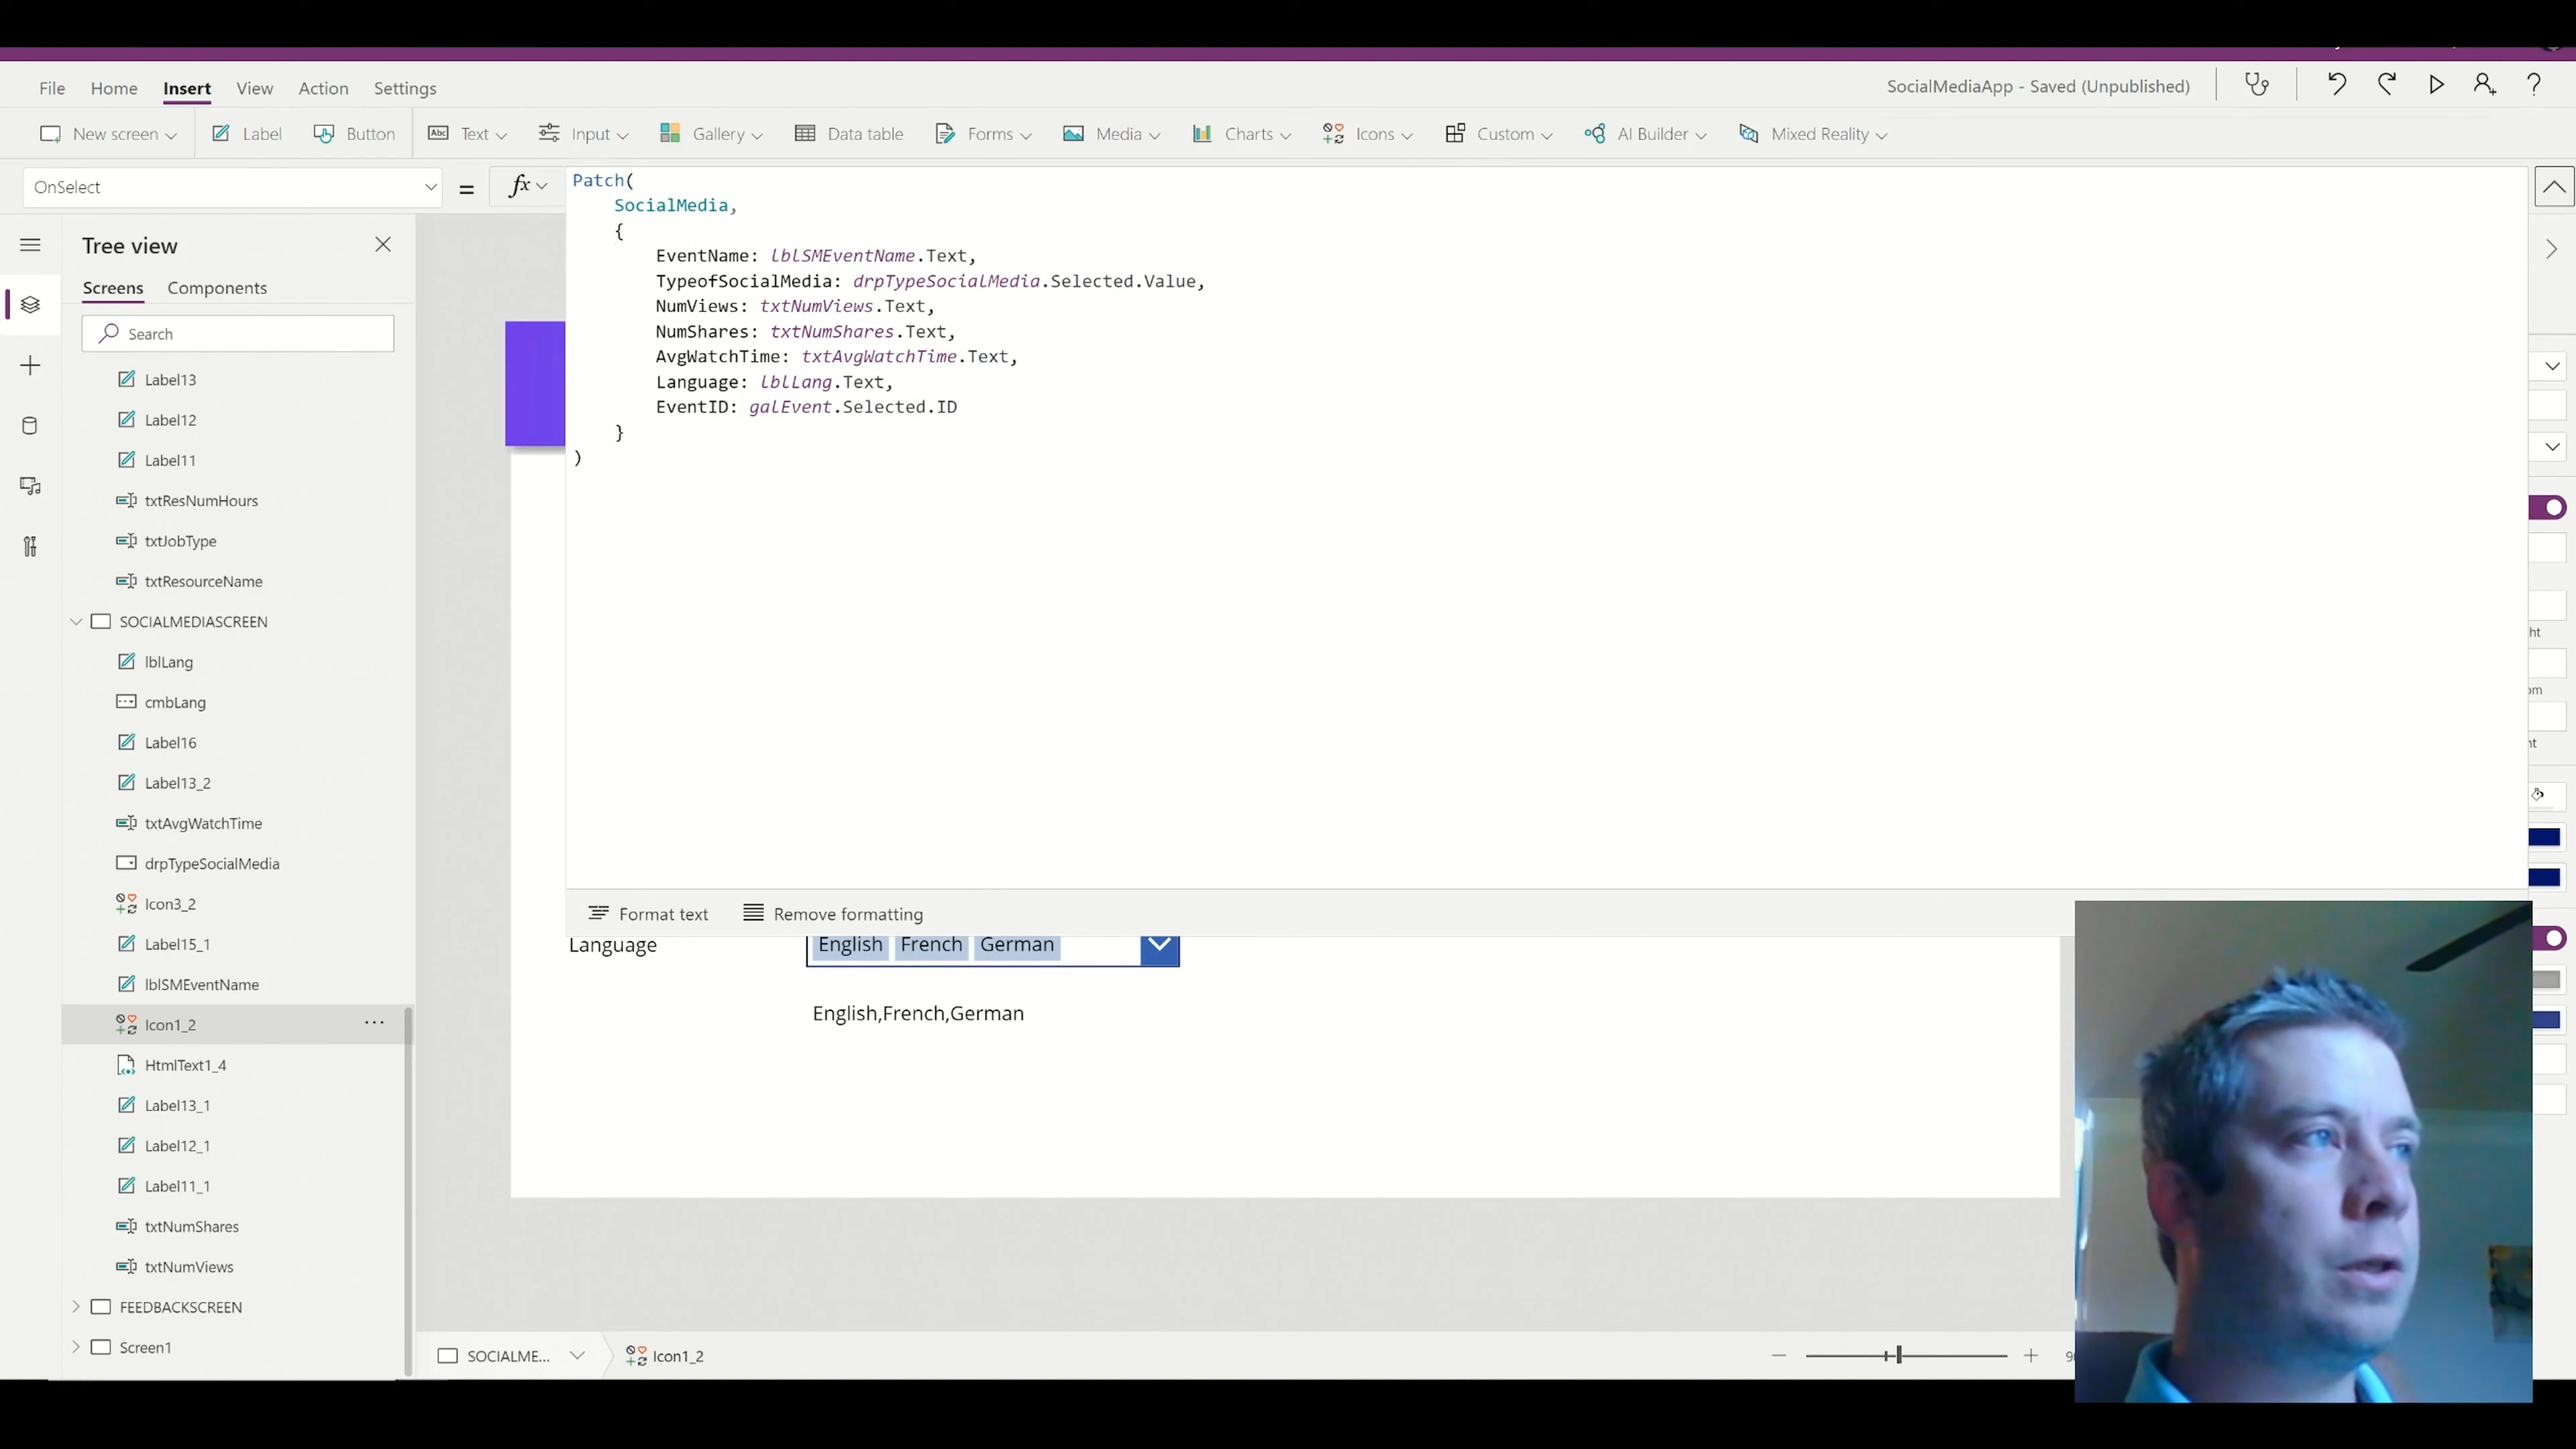 File Home Insert View Action Settings
SocialMediaApp - Saved (Unpublished)
New screen Label Button Text Input Gallery Data table Forms Media Charts Icons Custom AI Builder Mixed Reality
OnSelect = fx
Patch(
SocialMedia,
{
EventName: lblSMEventName.Text,
TypeofSocialMedia: drpTypeSocialMedia.Selected.Value,
NumViews: txtNumViews.Text,
NumShares: txtNumShares.Text,
AvgWatchTime: txtAvgWatchTime.Text,
Language: lblLang.Text,
EventID: galEvent.Selected.ID
}
)
Format text Remove formatting
Tree view
Screens Components
Search
Label13
Label12
Label11
txtResNumHours
txtJobType
txtResourceName
SOCIALMEDIASCREEN
lblLang
cmbLang
Label16
Label13_2
txtAvgWatchTime
drpTypeSocialMedia
Icon3_2
Label15_1
lblSMEventName
Icon1_2
HtmlText1_4
Label13_1
Label12_1
Label11_1
txtNumShares
txtNumViews
FEEDBACKSCREEN
Screen1
Language English French German
English,French,German
SOCIALME... Icon1_2